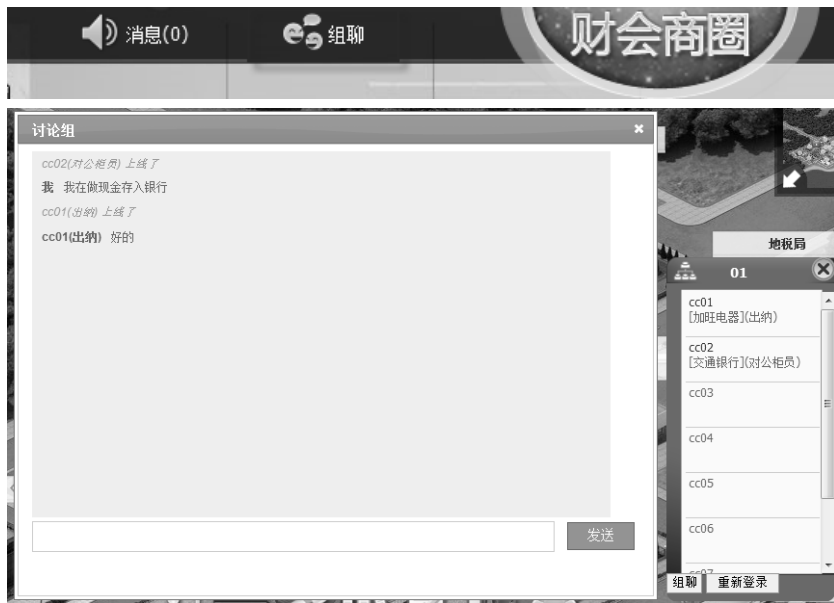 消息(0)
组聊
财会商圈
讨论组
cc02(对公柜员) 上线了
我 我在做现金存入银行
cc01(出纳) 上线了
cc01(出纳) 好的
发送
地税局
01
cc01
[加旺电器](出纳)
cc02
[交通银行](对公柜员)
cc03
cc04
cc05
cc06
cc07
组聊
重新登录